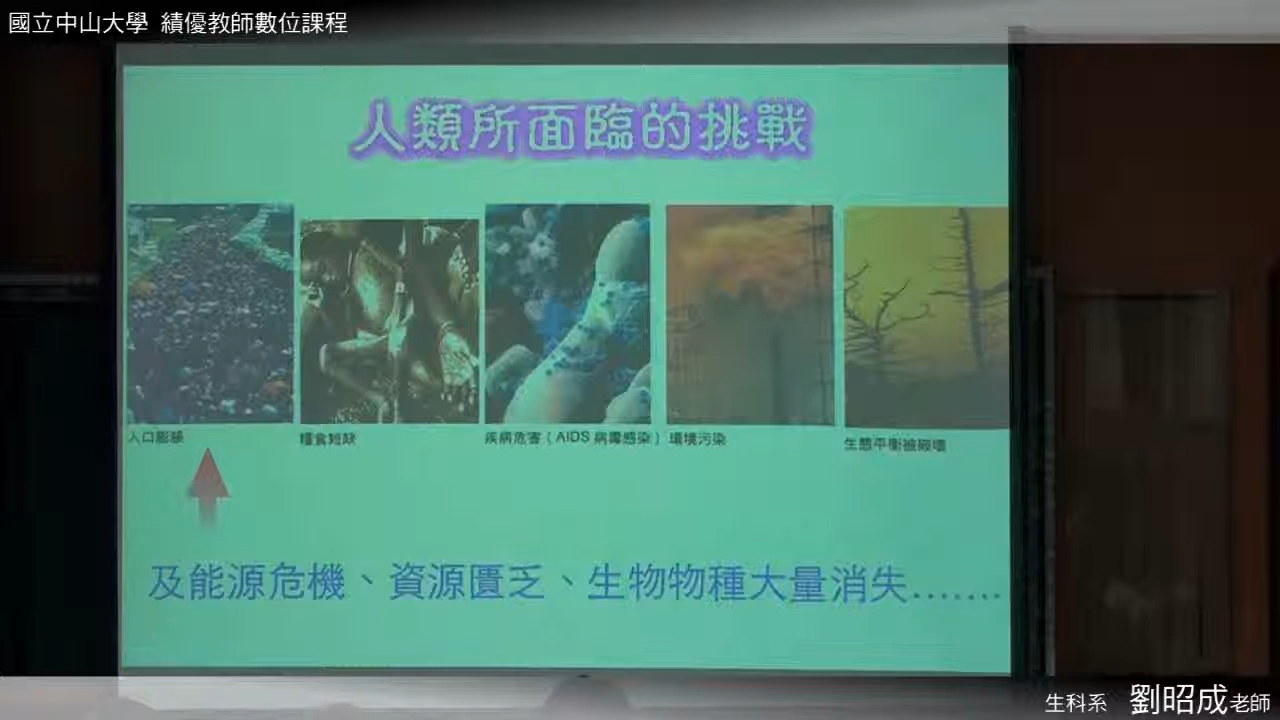 國立中山大學 績優教師數位課程
人類所面臨的挑戰
人口膨脹
糧食短缺
疾病危害（AIDS 病毒感染）
環境污染
生態平衡被破壞
及能源危機、資源匱乏、生物物種大量消失.......
生科系 劉昭成老師